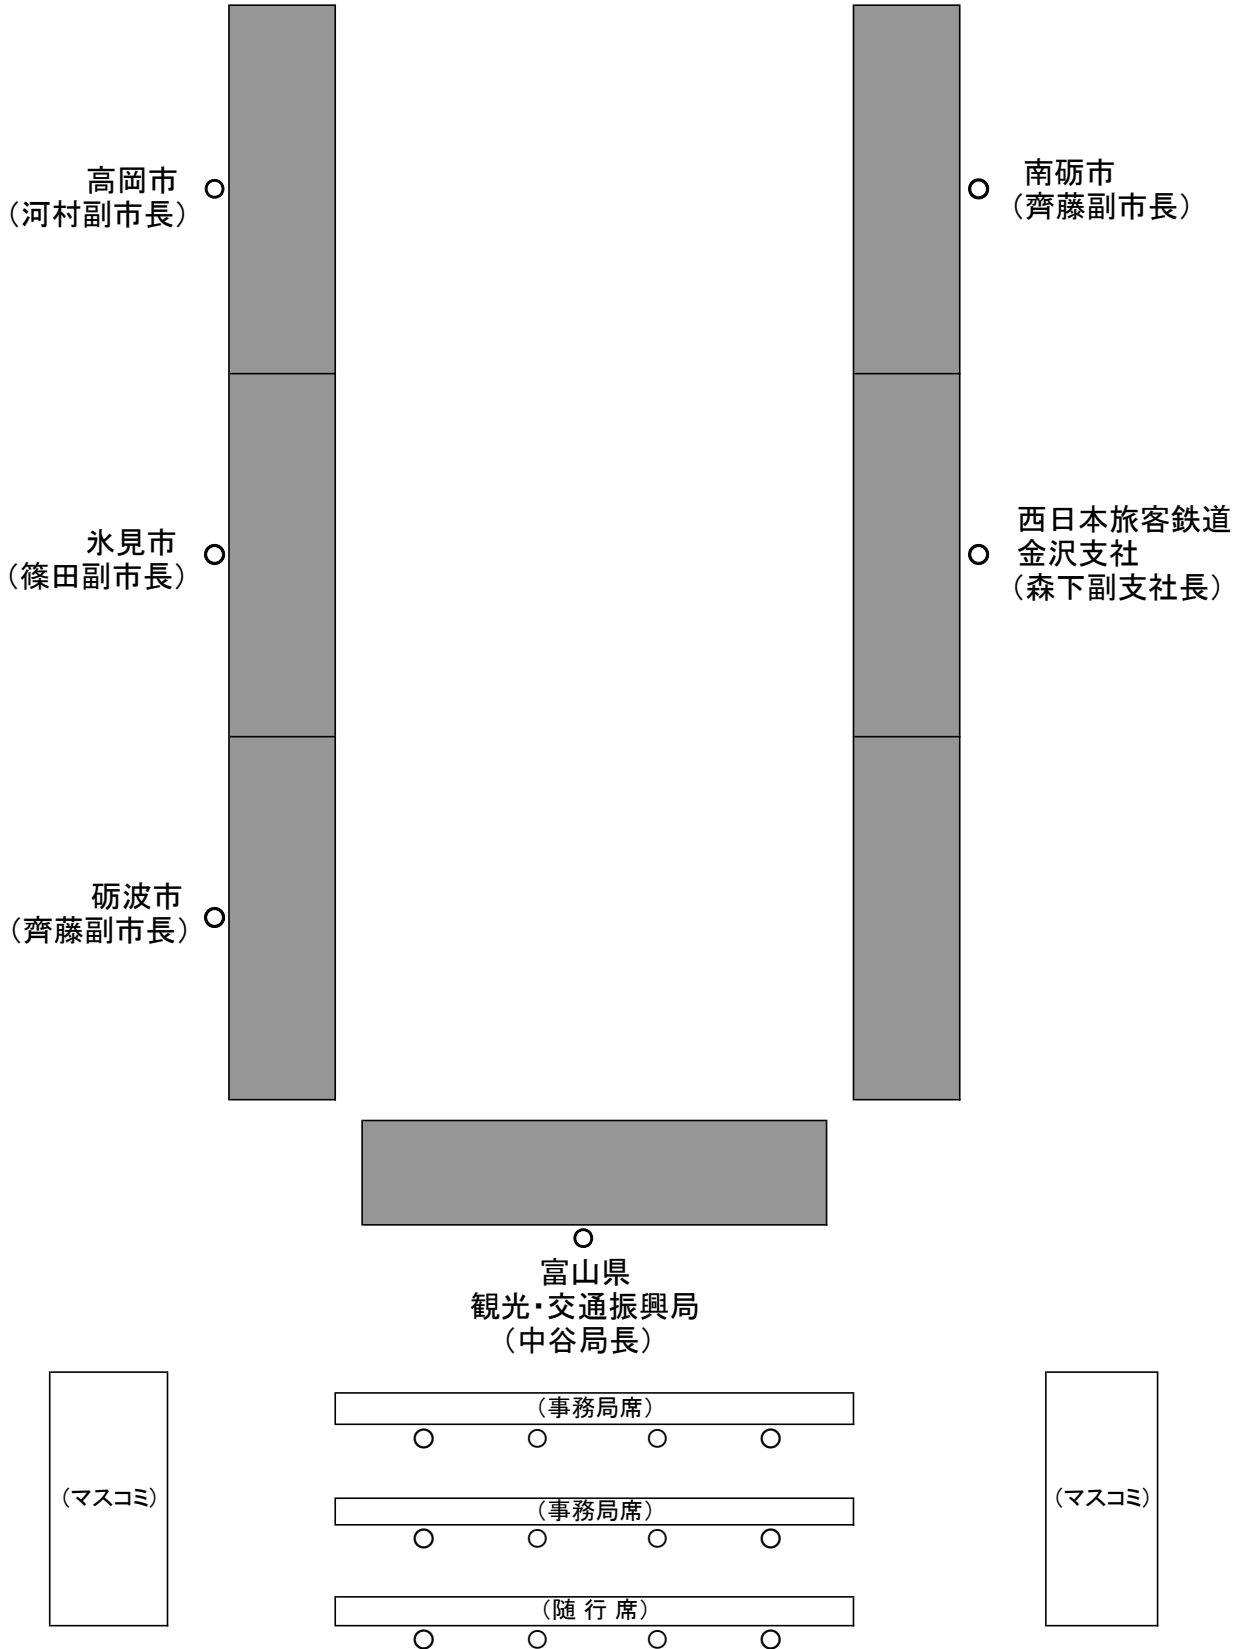 高岡市
（河村副市長）
南砺市
（齊藤副市長）
氷見市
（篠田副市長）
西日本旅客鉄道
金沢支社
（森下副支社長）
砺波市
（齊藤副市長）
富山県
観光・交通振興局
（中谷局長）
（事務局席）
（マスコミ）
（事務局席）
（マスコミ）
（随 行 席）